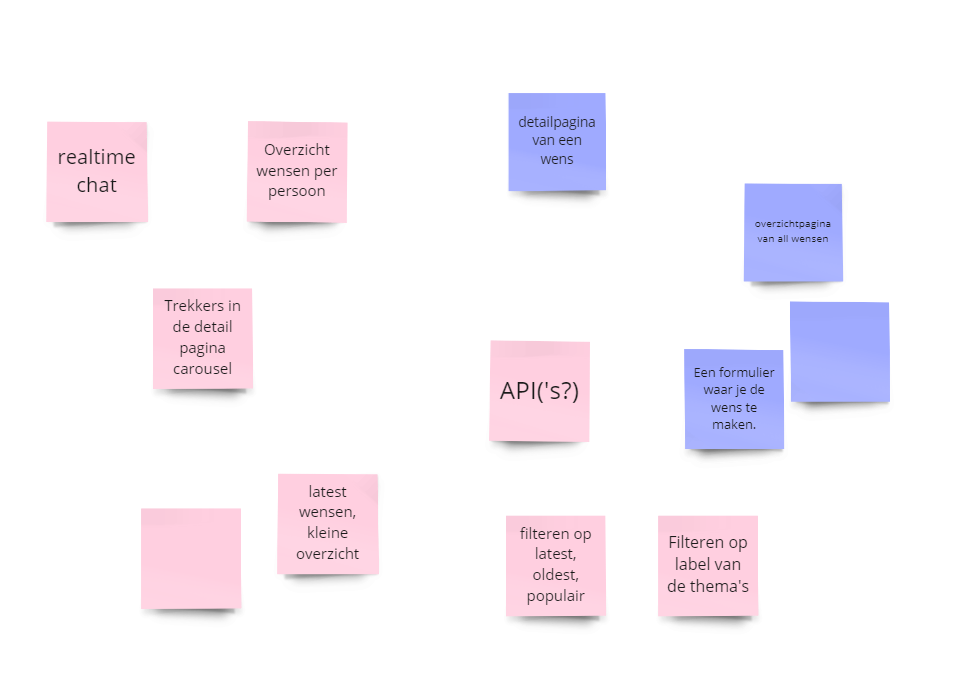 realtime
chat
Overzicht
wensen per
persoon
detailpagina
van een
wens
overzichtpagina
van all wensen
Trekkers in
de detail
pagina
carousel
API('s?)
Een formulier
waar je de
wens te
maken.
latest
wensen,
kleine
overzicht
filteren op
latest,
oldest,
populair
Filteren op
label van
de thema's